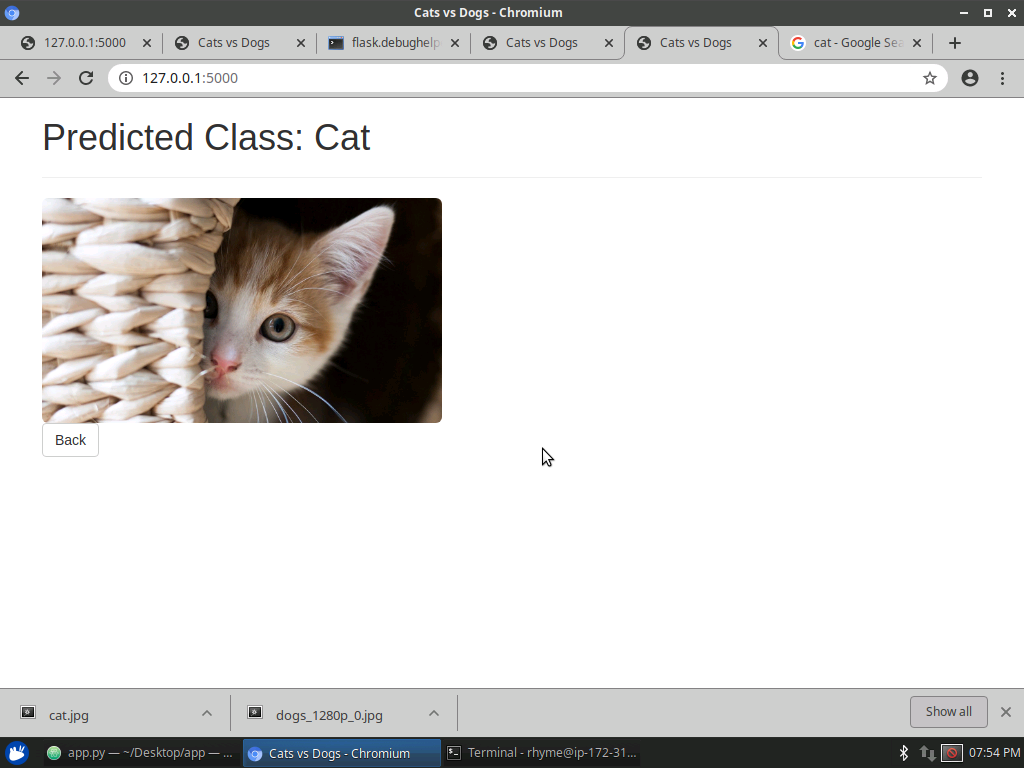 Cats vs Dogs - Chromium
127.0.0.1:5000
Cats vs Dogs
flask.debughelp
Cats vs Dogs
Cats vs Dogs
cat - Google Sea
127.0.0.1:5000
Predicted Class: Cat
Back
cat.jpg
dogs_1280p_0.jpg
Show all
app.py — ~/Desktop/app — ...
Cats vs Dogs - Chromium
Terminal - rhyme@ip-172-31...
07:54 PM